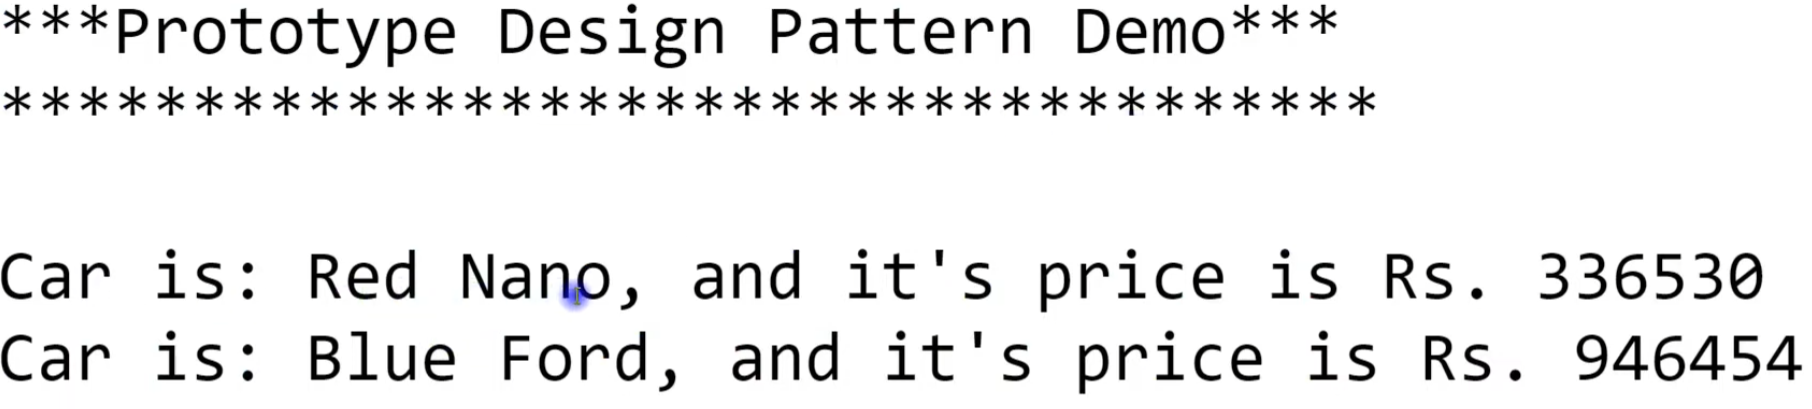 ***Prototype Design Pattern Demo***
************************************
Car is: Red Nano, and it's price is Rs. 336530
Car is: Blue Ford, and it's price is Rs. 946454